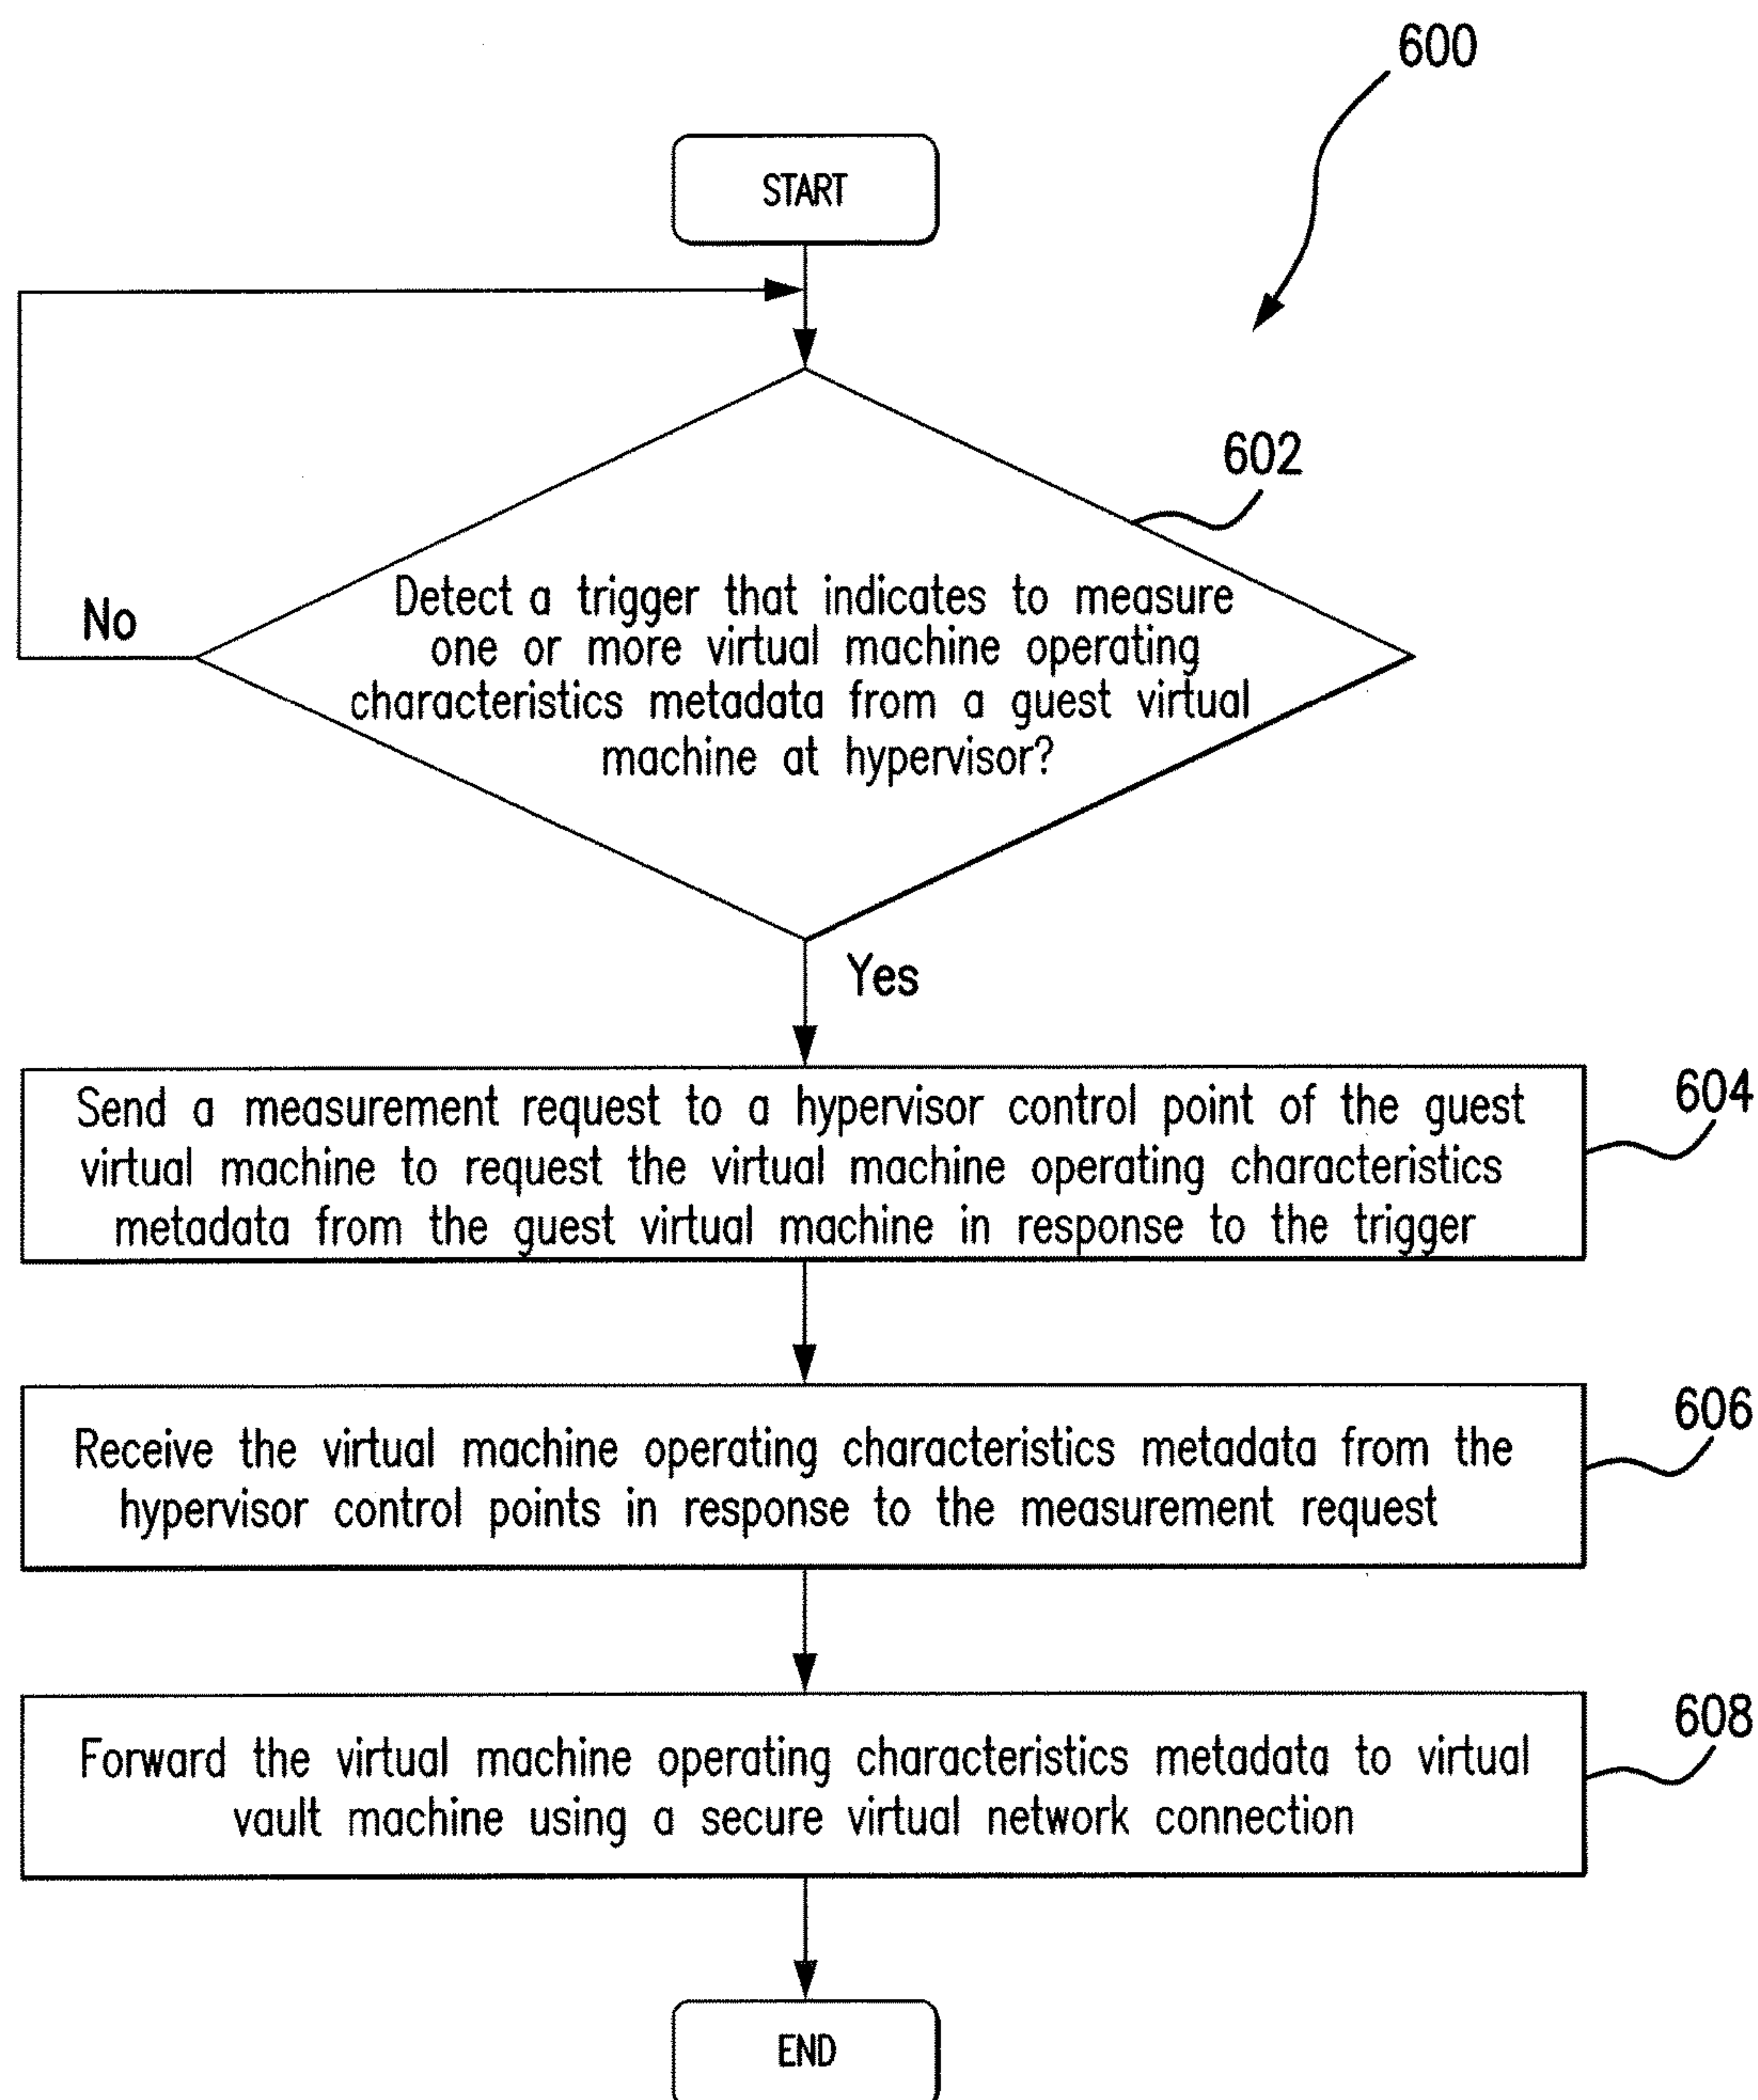 600
START
602
No
Detect a trigger that indicates to measure
one or more virtual machine operating
characteristics metadata from a guest virtual
machine at hypervisor?
Yes
604
Send a measurement request to a hypervisor control point of the guest
virtual machine to request the virtual machine operating characteristics
metadata from the guest virtual machine in response to the trigger
606
Receive the virtual machine operating characteristics metadata from the
hypervisor control points in response to the measurement request
608
Forward the virtual machine operating characteristics metadata to virtual
vault machine using a secure virtual network connection
END